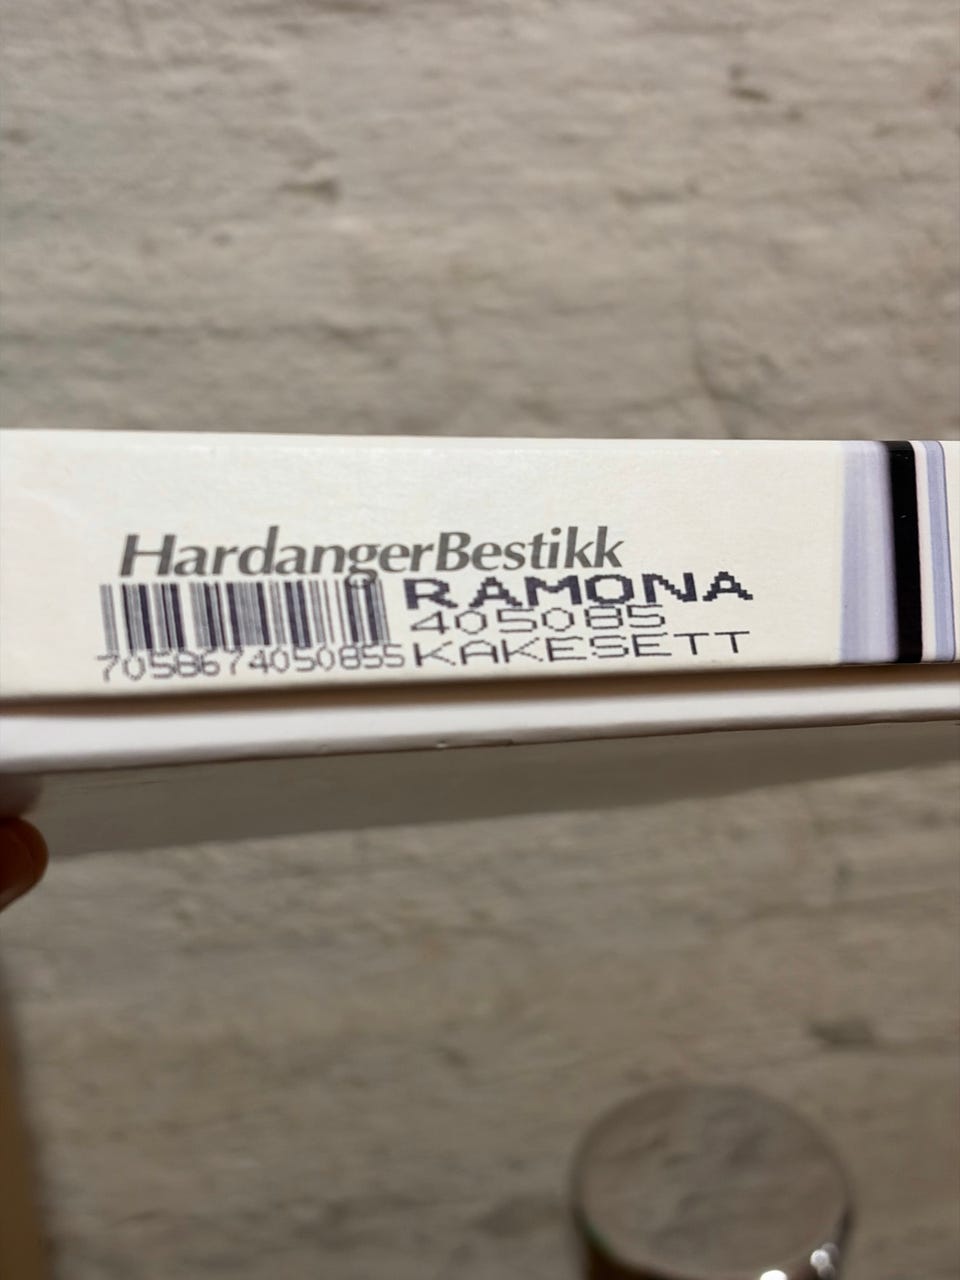 HardangerBestikk
RAMONA
405085
7058674050855 KAKESETT